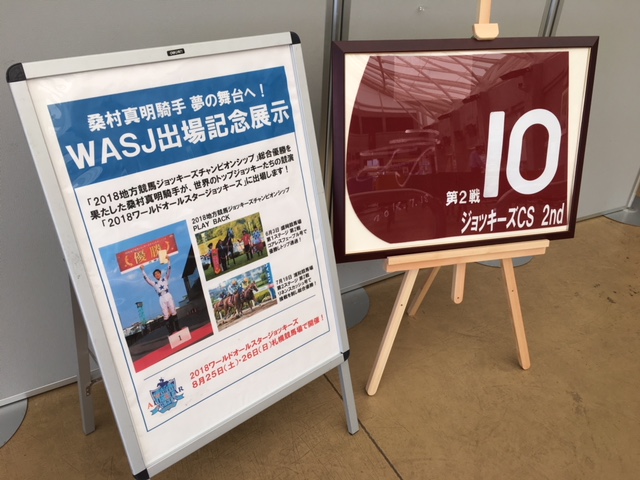 桑村真明騎手 夢の舞台へ!
WASJ出場記念展示
「2018地方競馬ジョッキーズチャンピオンシップ」総合優勝を
果たした桑村真明騎手が、世界のトップジョッキーたちの競演
「2018ワールドオールスタージョッキーズ」に出場します!
2018地方競馬ジョッキーズチャンピオンシップ
PLAY BACK
優勝
1
2018ワールドオールスタージョッキーズ
8月25日(土)・26日(日)札幌競馬場で開催!
10
第2戦
ジョッキーズCS 2nd